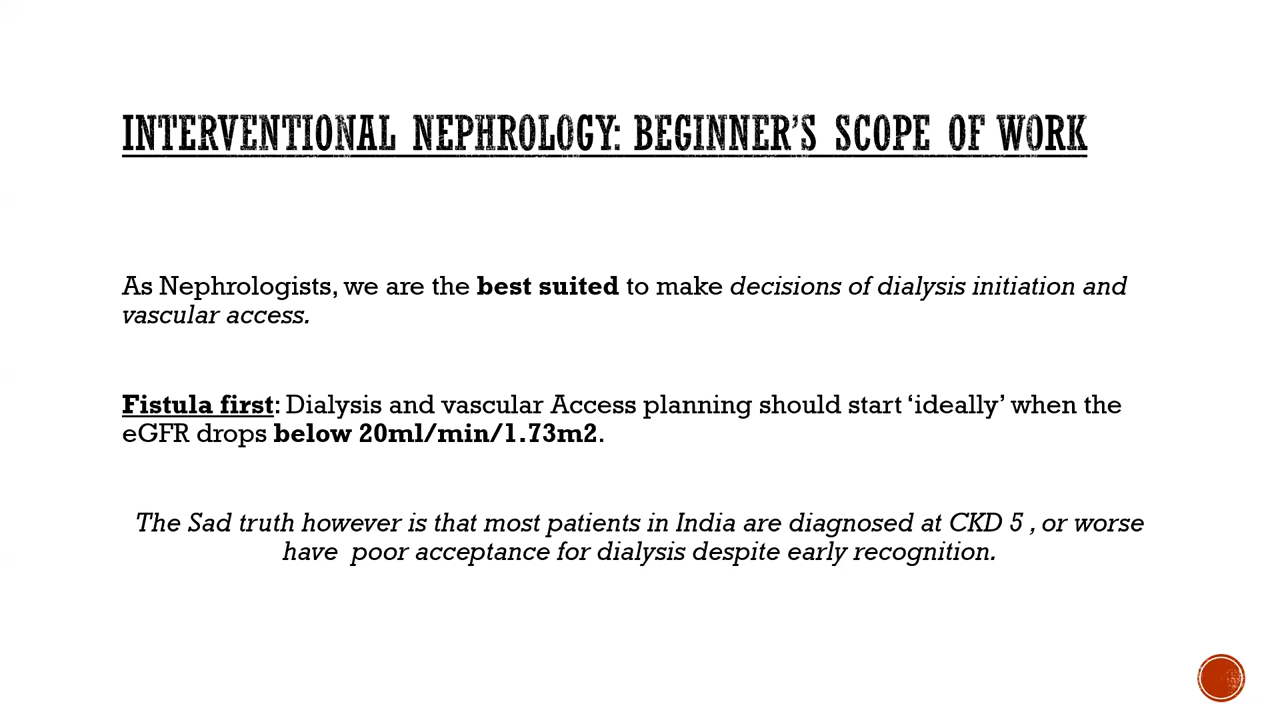 INTERVENTIONAL NEPHROLOGY: BEGINNER’S SCOPE OF WORK
As Nephrologists, we are the best suited to make decisions of dialysis initiation and
vascular access.
Fistula first: Dialysis and vascular Access planning should start ‘ideally’ when the
eGFR drops below 20ml/min/1.73m2.
The Sad truth however is that most patients in India are diagnosed at CKD 5 , or worse
have  poor acceptance for dialysis despite early recognition.